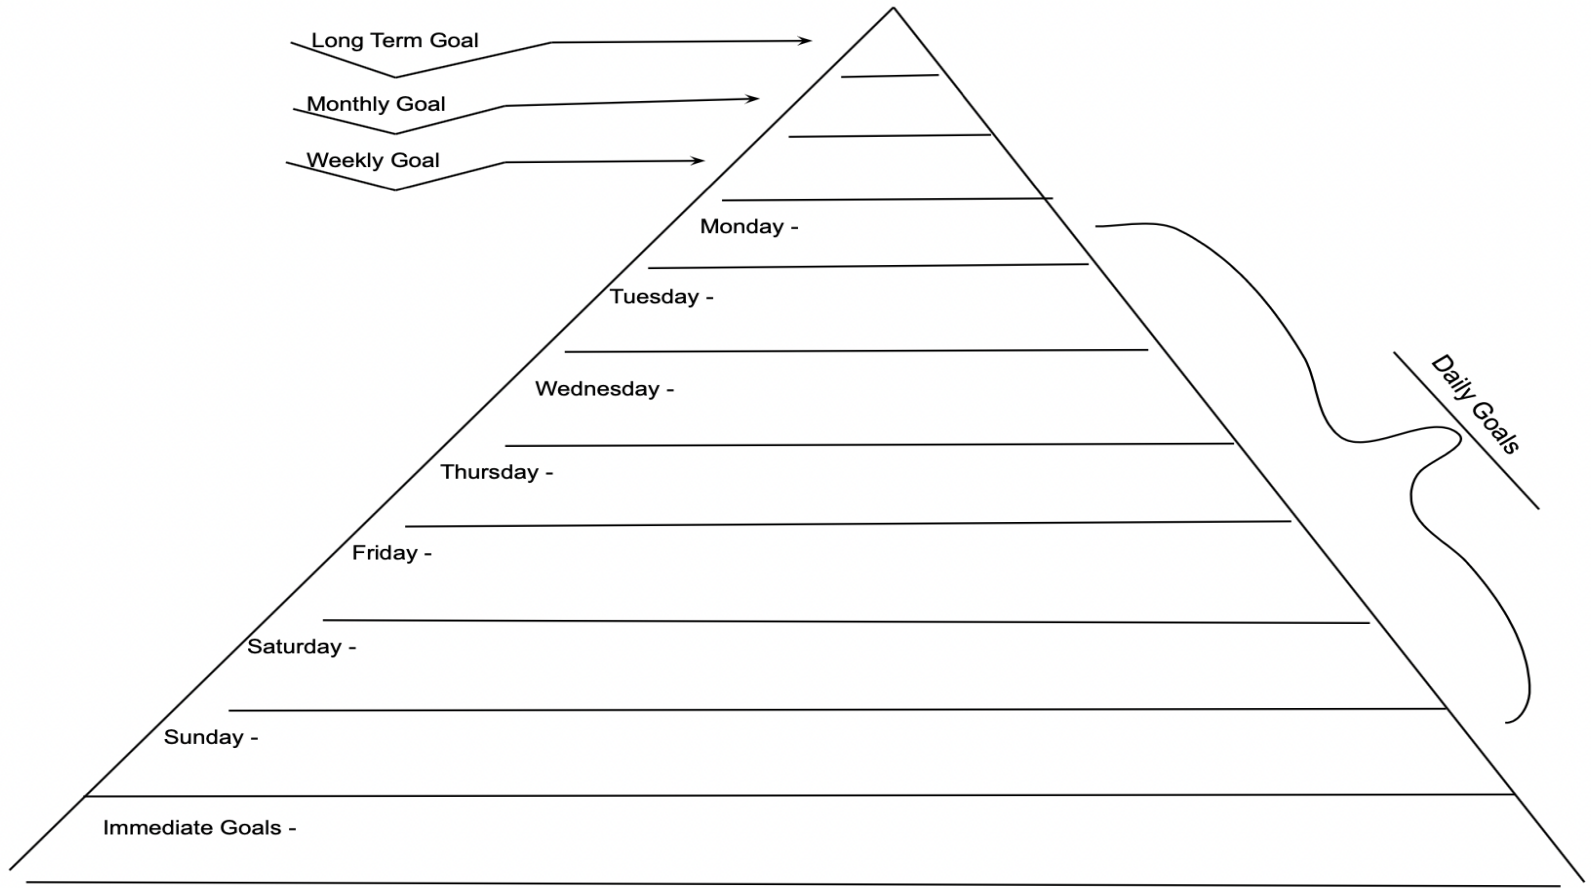 Long Term Goal
Monthly Goal
Weekly Goal
Monday -
Tuesday -
Wednesday -
Thursday -
Friday -
Saturday -
Sunday -
Immediate Goals -
Daily Goals